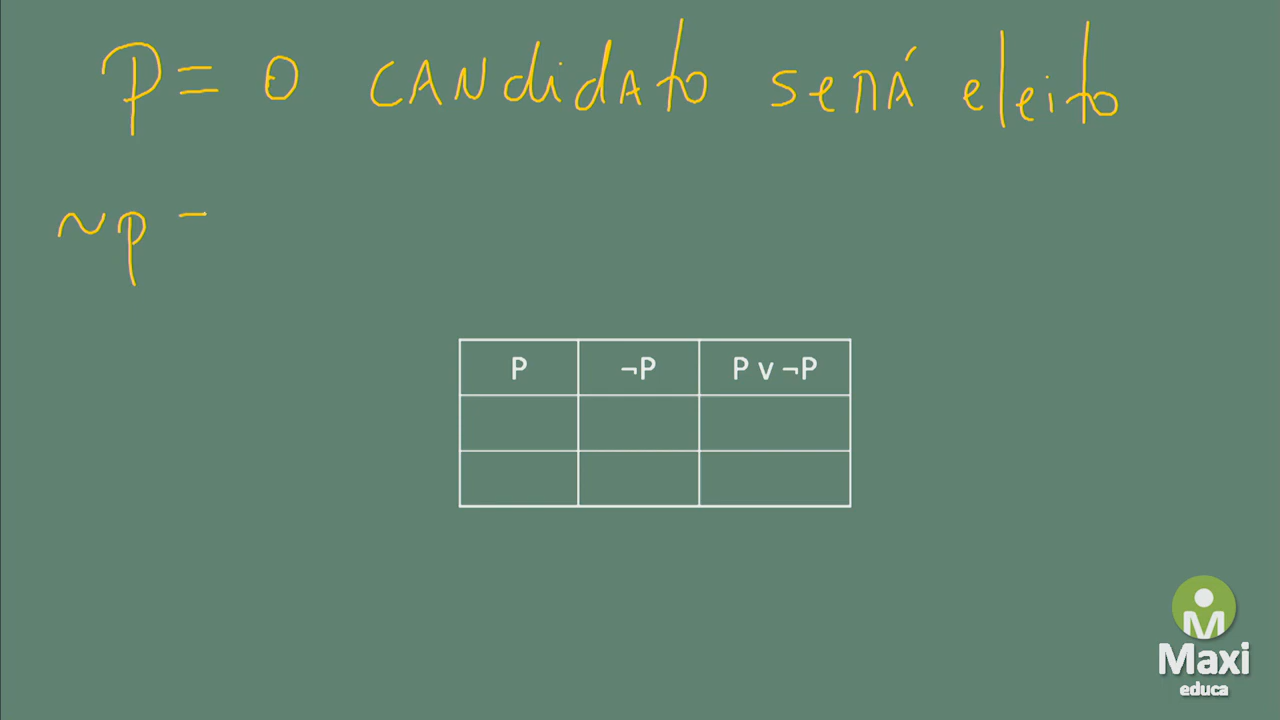 P = O CANdidATO será eleito
~p =
P ¬P P v ¬P
M
Maxi
educa